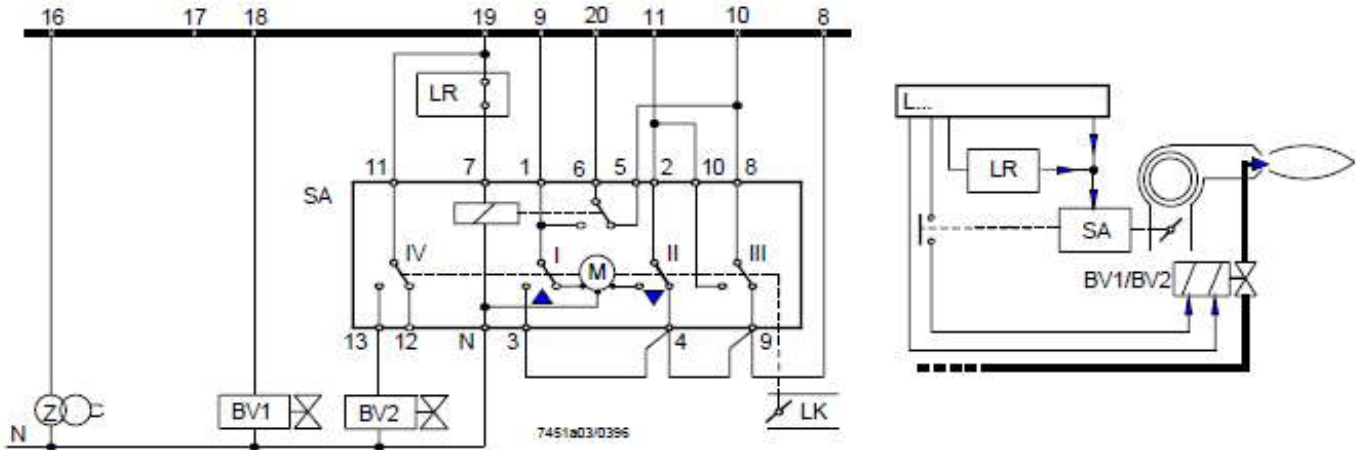 16 17 18 19 9 20 11 10 8
LR
11 7 1 6 5 2 10 8
SA
IV I M II III
13 12 N 3 4 9
Z BV1 BV2 LK
N
7451a03/0396
L...
LR
SA
BV1/BV2